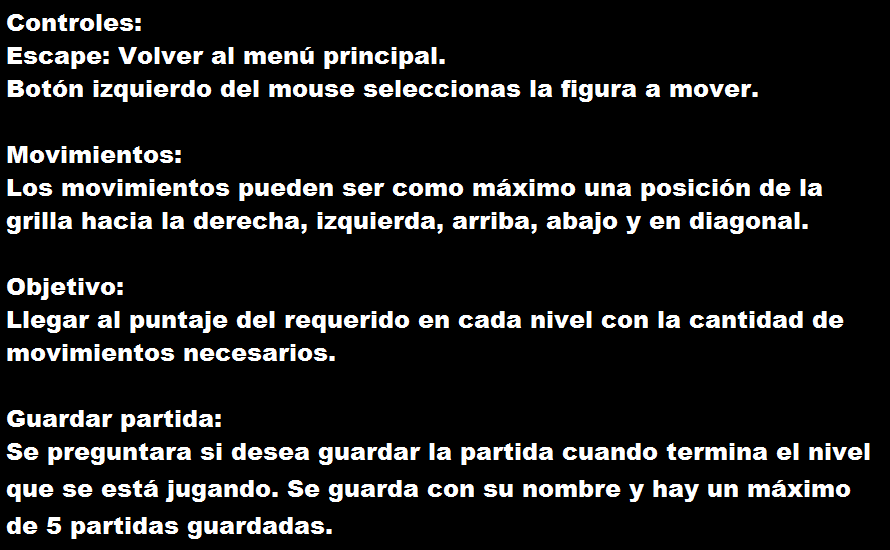 Controles:
Escape: Volver al menú principal.
Botón izquierdo del mouse seleccionas la figura a mover.
Movimientos:
Los movimientos pueden ser como máximo una posición de la
grilla hacia la derecha, izquierda, arriba, abajo y en diagonal.
Objetivo:
Llegar al puntaje del requerido en cada nivel con la cantidad de
movimientos necesarios.
Guardar partida:
Se preguntara si desea guardar la partida cuando termina el nivel
que se está jugando. Se guarda con su nombre y hay un máximo
de 5 partidas guardadas.